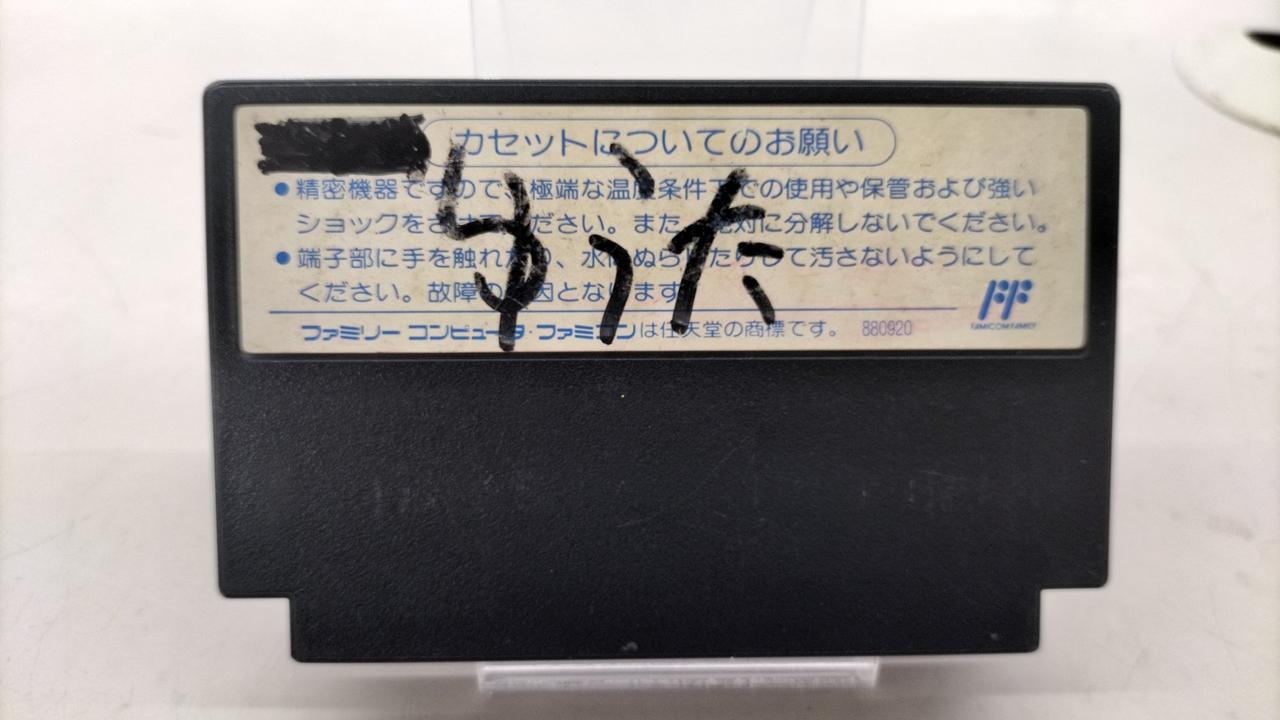 カセットについてのお願い
●精密機器ですので、極端な温度条件下での使用や保管および強い
ショックをさけてください。また、絶対に分解しないでください。
●端子部に手を触れたり、水にぬらしたりして汚さないようにして
ください。故障の原因となります。
ファミリーコンピュータ・ファミコンは任天堂の商標です。 880920
FAMICOM FAMILY
ゆうた